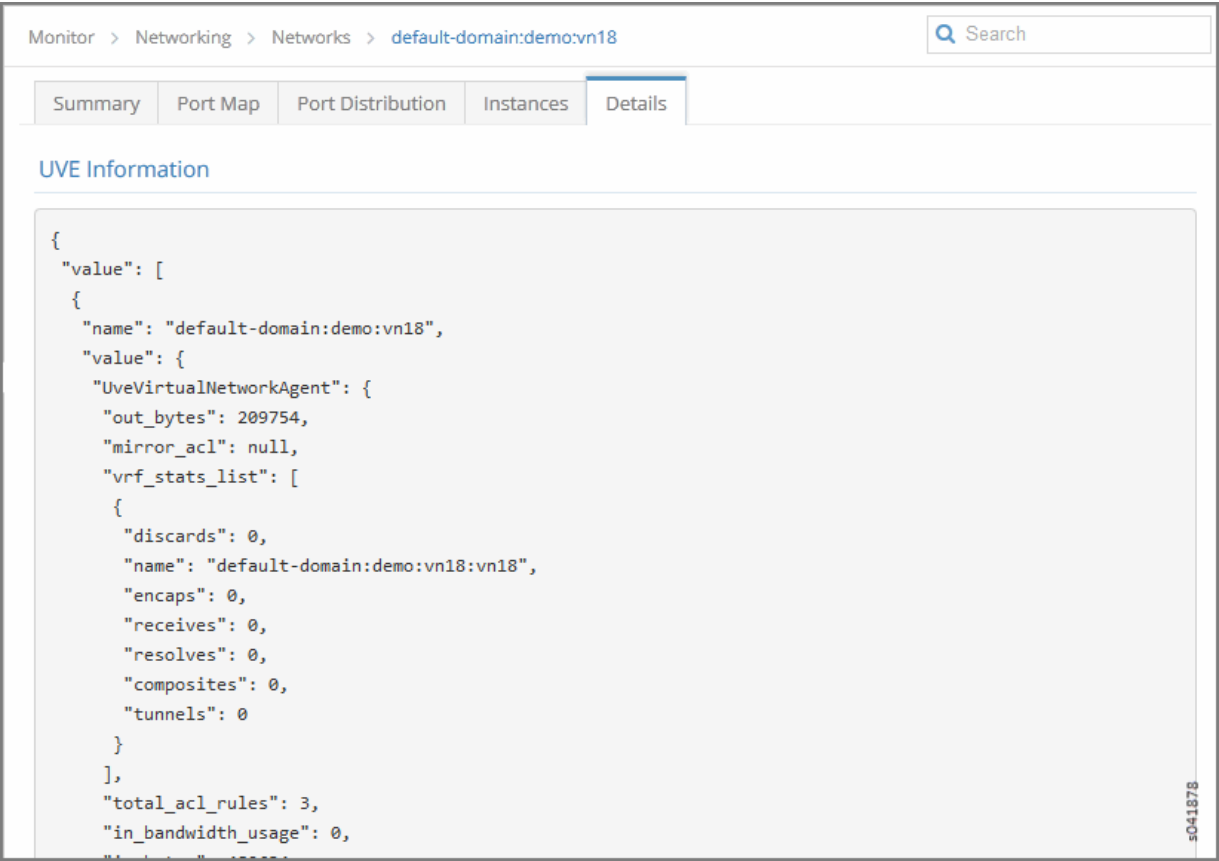 Monitor > Networking > Networks > default-domain:demo:vn18
Search
Summary Port Map Port Distribution Instances Details
UVE Information
{
"value": [
{
"name": "default-domain:demo:vn18",
"value": {
"UveVirtualNetworkAgent": {
"out_bytes": 209754,
"mirror_acl": null,
"vrf_stats_list": [
{
"discards": 0,
"name": "default-domain:demo:vn18:vn18",
"encaps": 0,
"receives": 0,
"resolves": 0,
"composites": 0,
"tunnels": 0
}
],
"total_acl_rules": 3,
"in_bandwidth_usage": 0,
s041878